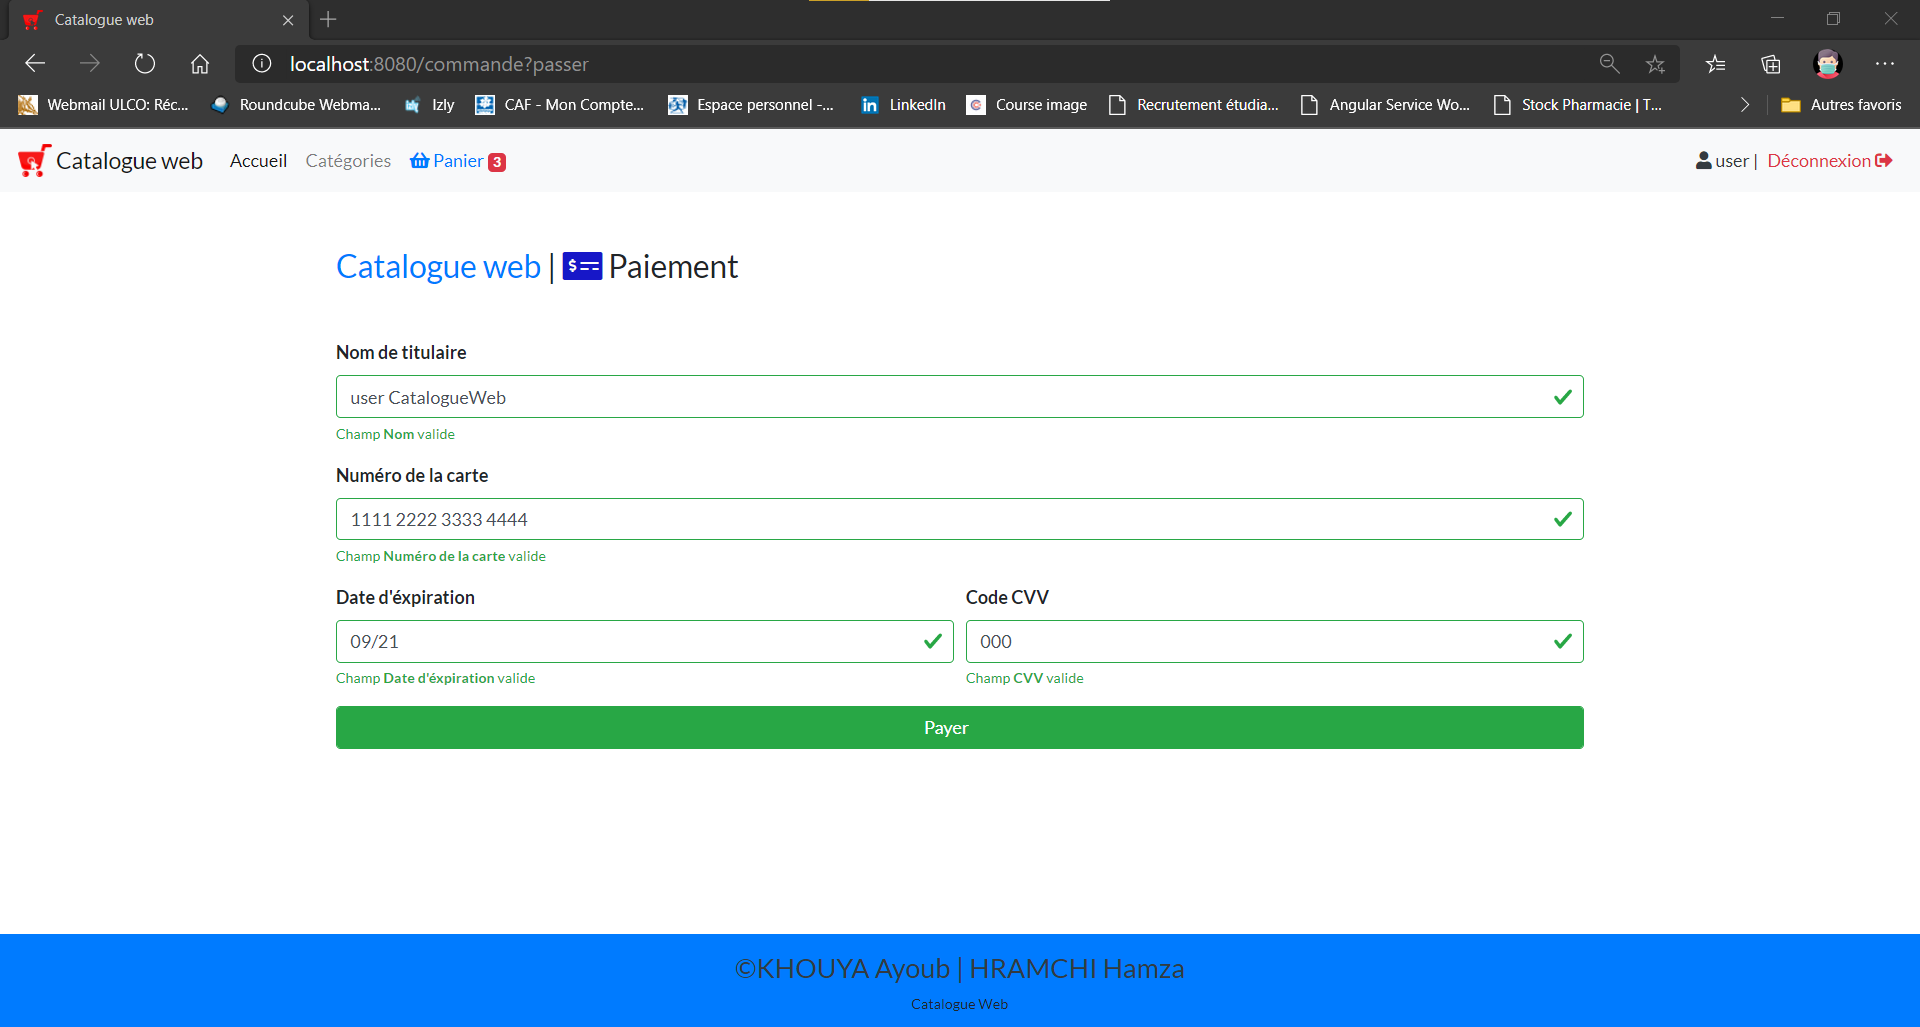 Catalogue web
localhost:8080/commande?passer
Webmail ULCO: Réc... Roundcube Webma... Izly CAF - Mon Compte... Espace personnel -... LinkedIn Course image Recrutement étudia... Angular Service Wo... Stock Pharmacie | T... Autres favoris
Catalogue web Accueil Catégories Panier 3 user | Déconnexion
Catalogue web | Paiement
Nom de titulaire
user CatalogueWeb
Champ Nom valide
Numéro de la carte
1111 2222 3333 4444
Champ Numéro de la carte valide
Date d'éxpiration Code CVV
09/21 000
Champ Date d'éxpiration valide Champ CVV valide
Payer
©KHOUYA Ayoub | HRAMCHI Hamza
Catalogue Web